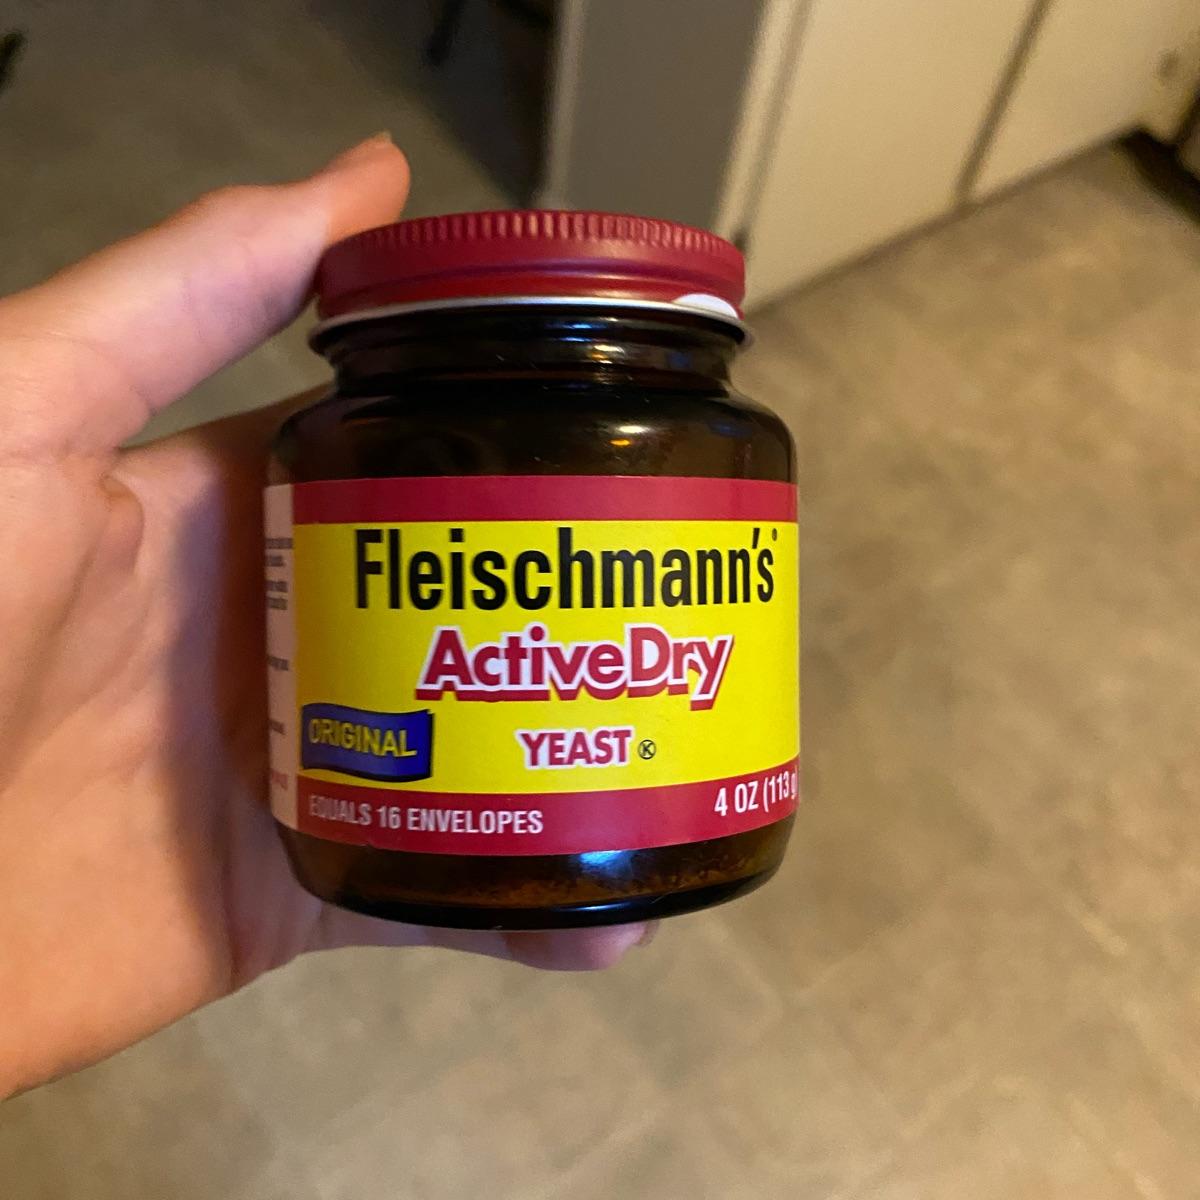 Fleischmann's®
ActiveDry
ORIGINAL
YEAST Ⓚ
EQUALS 16 ENVELOPES
4 OZ (113 g)